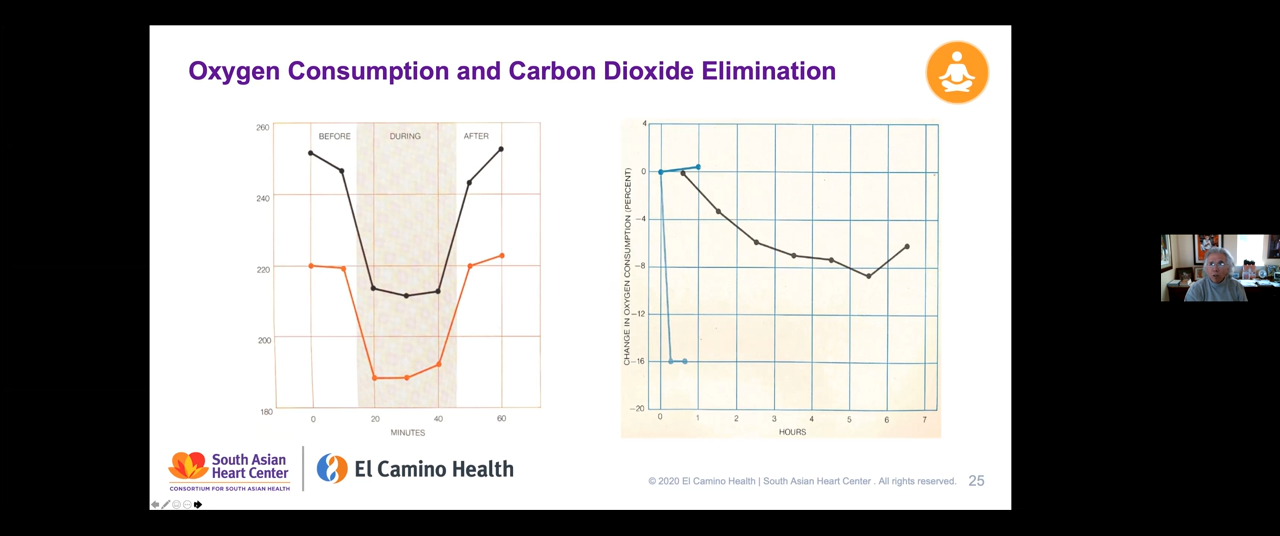 Oxygen Consumption and Carbon Dioxide Elimination
260
240
220
200
180
BEFORE
DURING
AFTER
0
20
40
60
MINUTES
CHANGE IN OXYGEN CONSUMPTION (PERCENT)
4
0
−4
−8
−12
−16
−20
0
1
2
3
4
5
6
7
HOURS
South Asian
Heart Center
CONSORTIUM FOR SOUTH ASIAN HEALTH
El Camino Health
© 2020 El Camino Health | South Asian Heart Center . All rights reserved.
25